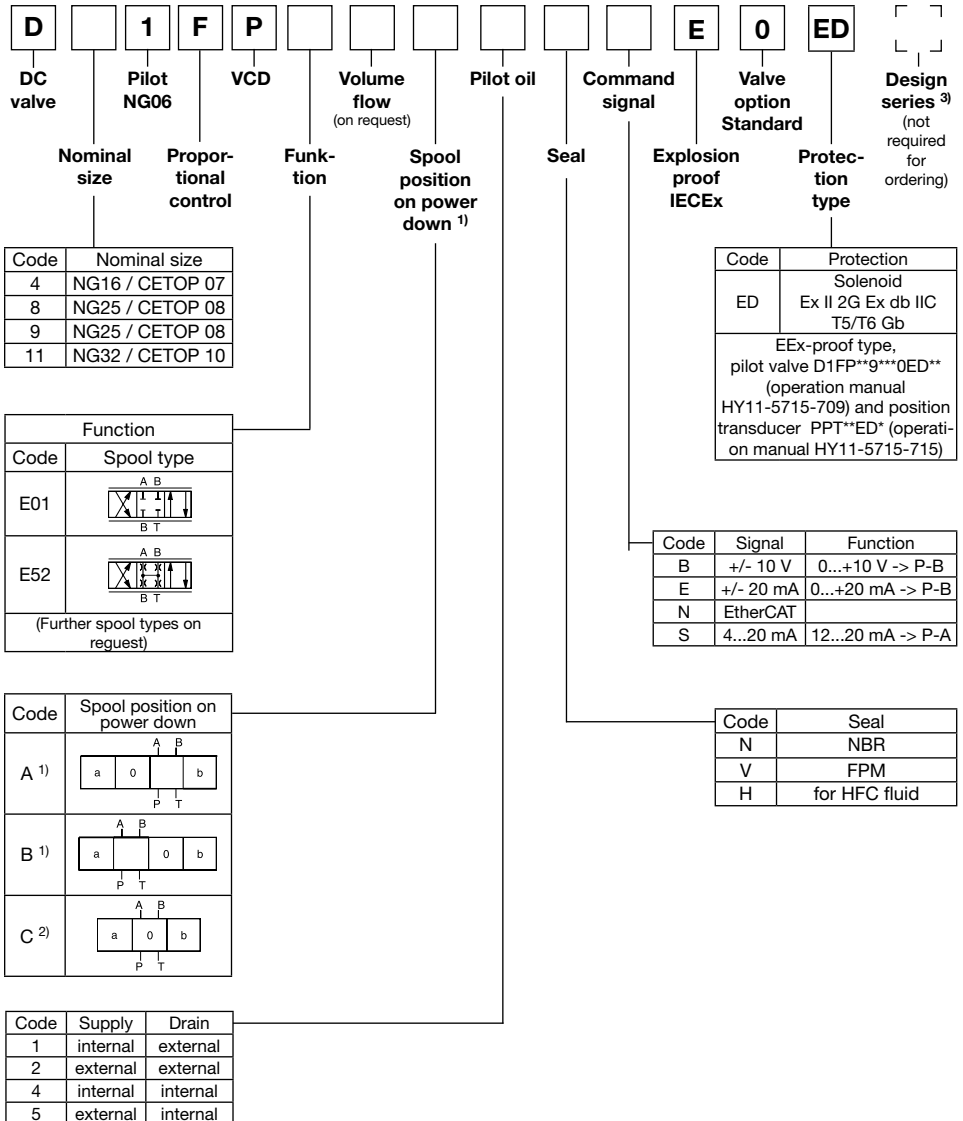 D 1 F P E 0 ED
DC valve
Pilot NG06
VCD
Volume flow
(on request)
Pilot oil
Command signal
Valve option Standard
Design series 3)
(not required for ordering)
Nominal size
Propor-
tional control
Funk-
tion
Spool position on power down 1)
Seal
Explosion proof IECEx
Protec-
tion type
Code Nominal size
4 NG16 / CETOP 07
8 NG25 / CETOP 08
9 NG25 / CETOP 08
11 NG32 / CETOP 10
Code Protection
ED
Solenoid
Ex II 2G Ex db IIC
T5/T6 Gb
EEx-proof type,
pilot valve D1FP**9***0ED**
(operation manual
HY11-5715-709) and position
transducer PPT**ED* (operati-
on manual HY11-5715-715)
Function
Code Spool type
E01
A B
B T
E52
A B
B T
(Further spool types on
reguest)
Code Signal Function
B +/- 10 V 0...+10 V -> P-B
E +/- 20 mA 0...+20 mA -> P-B
N EtherCAT
S 4...20 mA 12...20 mA -> P-A
Code Spool position on
power down
A 1)
A B
a 0 b
P T
B 1)
A B
a 0 b
P T
C 2)
A B
a 0 b
P T
Code Seal
N NBR
V FPM
H for HFC fluid
Code Supply Drain
1 internal external
2 external external
4 internal internal
5 external internal